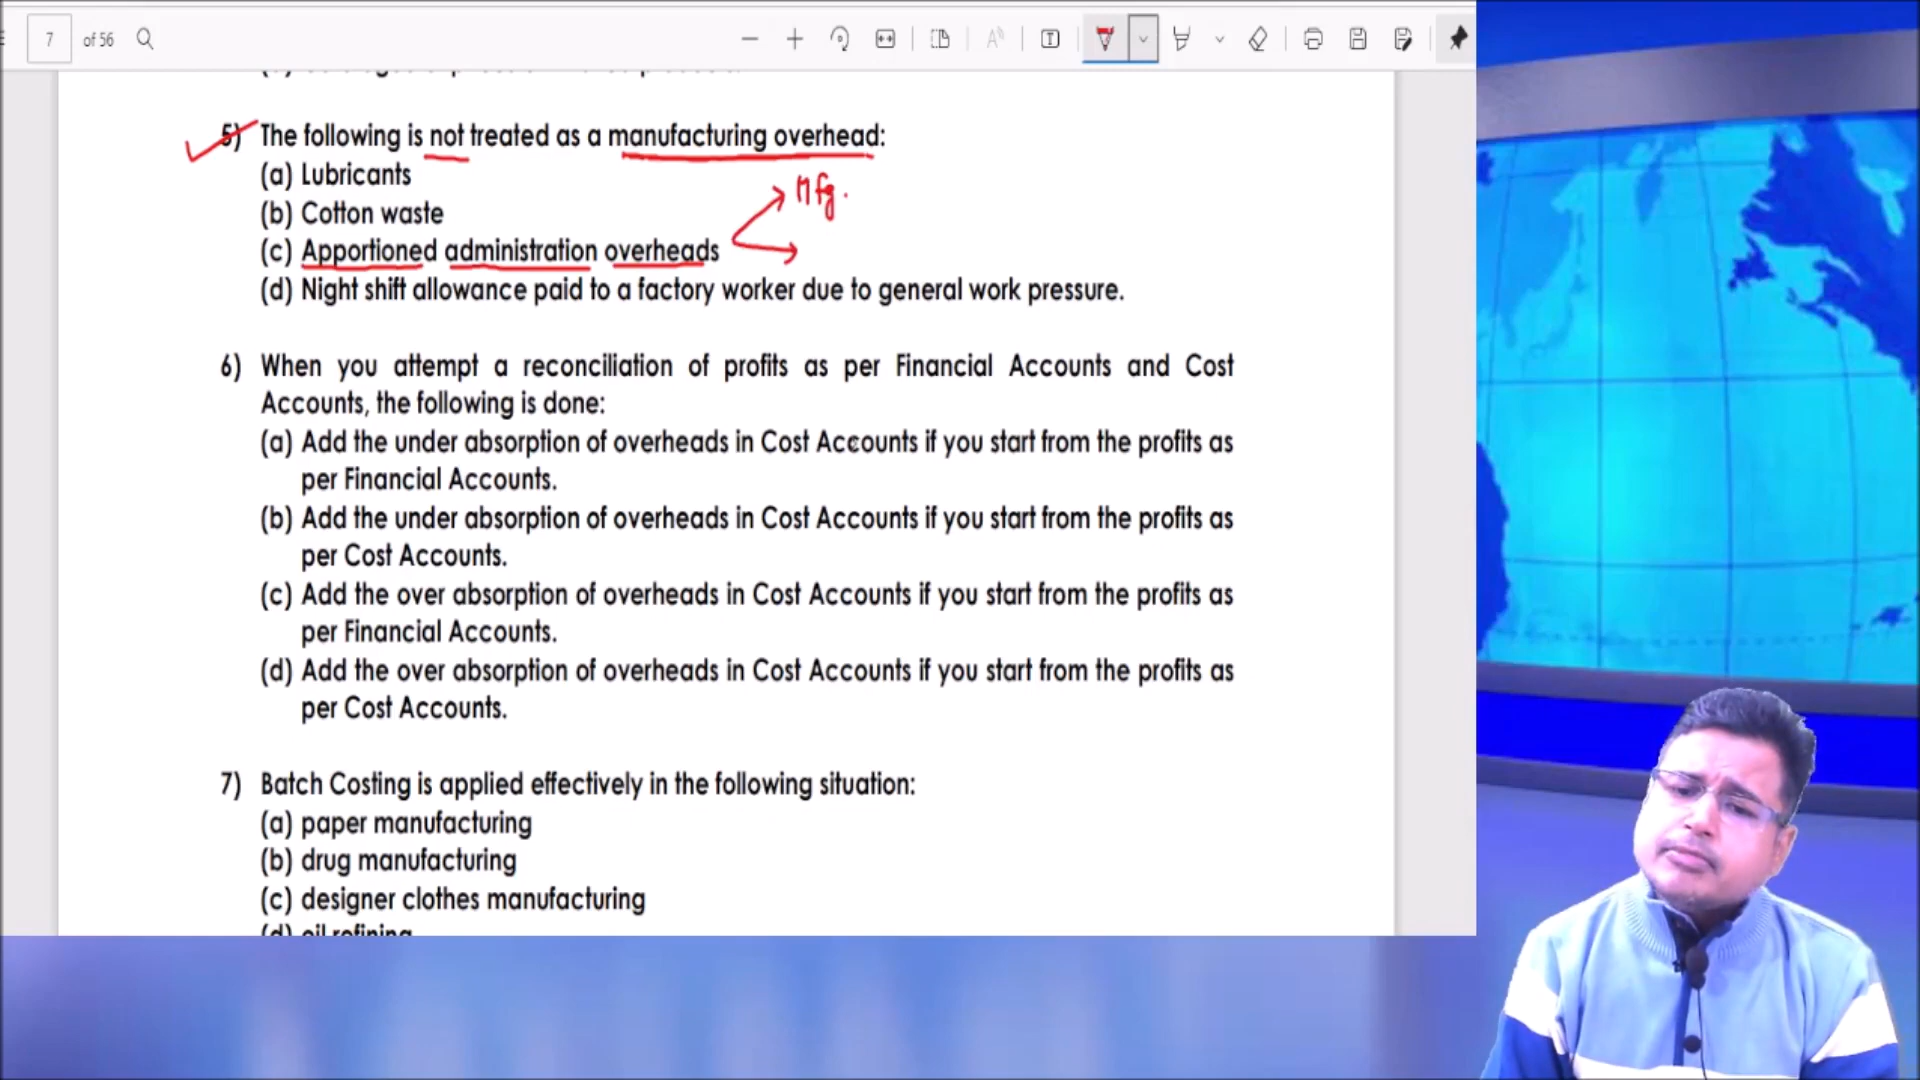 7 of 56
5) The following is not treated as a manufacturing overhead:
(a) Lubricants
Mfg.
(b) Cotton waste
(c) Apportioned administration overheads
(d) Night shift allowance paid to a factory worker due to general work pressure.
6) When you attempt a reconciliation of profits as per Financial Accounts and Cost
Accounts, the following is done:
(a) Add the under absorption of overheads in Cost Accounts if you start from the profits as
per Financial Accounts.
(b) Add the under absorption of overheads in Cost Accounts if you start from the profits as
per Cost Accounts.
(c) Add the over absorption of overheads in Cost Accounts if you start from the profits as
per Financial Accounts.
(d) Add the over absorption of overheads in Cost Accounts if you start from the profits as
per Cost Accounts.
7) Batch Costing is applied effectively in the following situation:
(a) paper manufacturing
(b) drug manufacturing
(c) designer clothes manufacturing
(d) oil refining